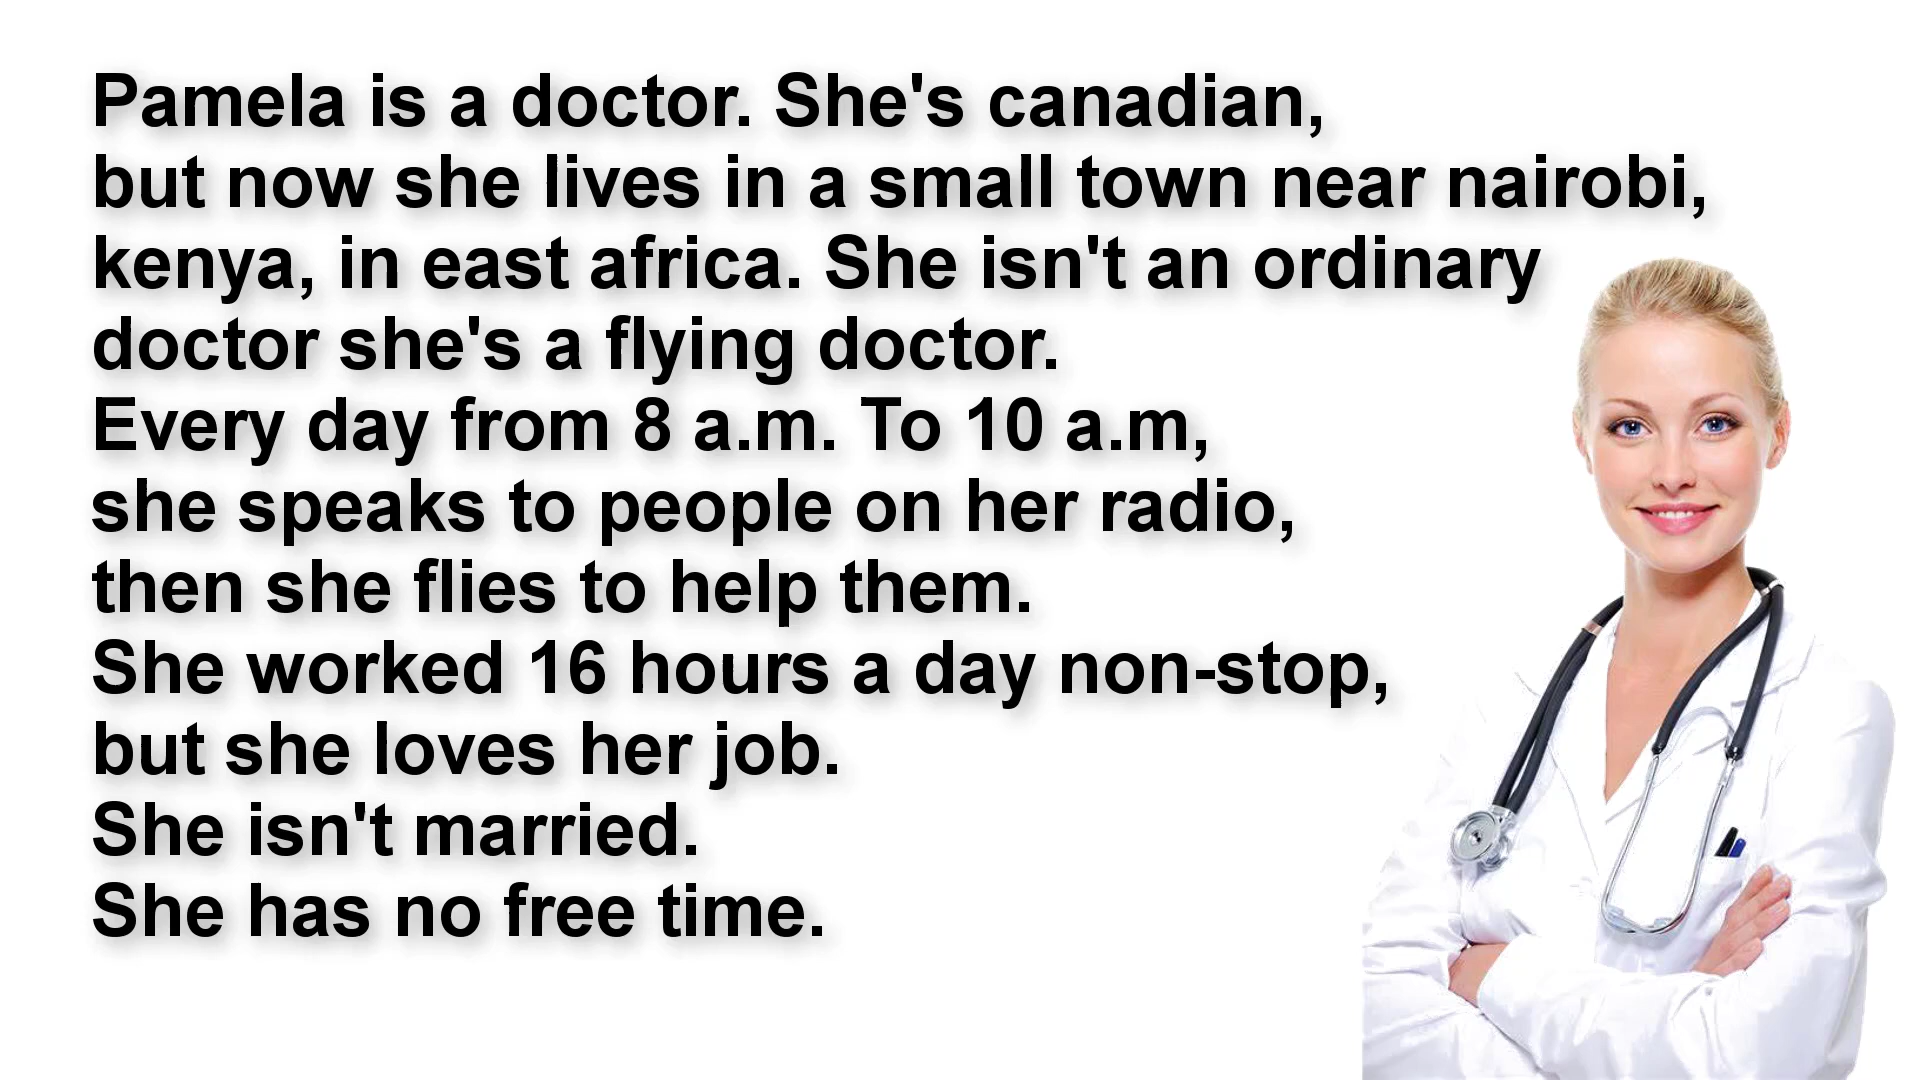 Pamela is a doctor. She's canadian,
but now she lives in a small town near nairobi,
kenya, in east africa. She isn't an ordinary
doctor she's a flying doctor.
Every day from 8 a.m. To 10 a.m,
she speaks to people on her radio,
then she flies to help them.
She worked 16 hours a day non-stop,
but she loves her job.
She isn't married.
She has no free time.